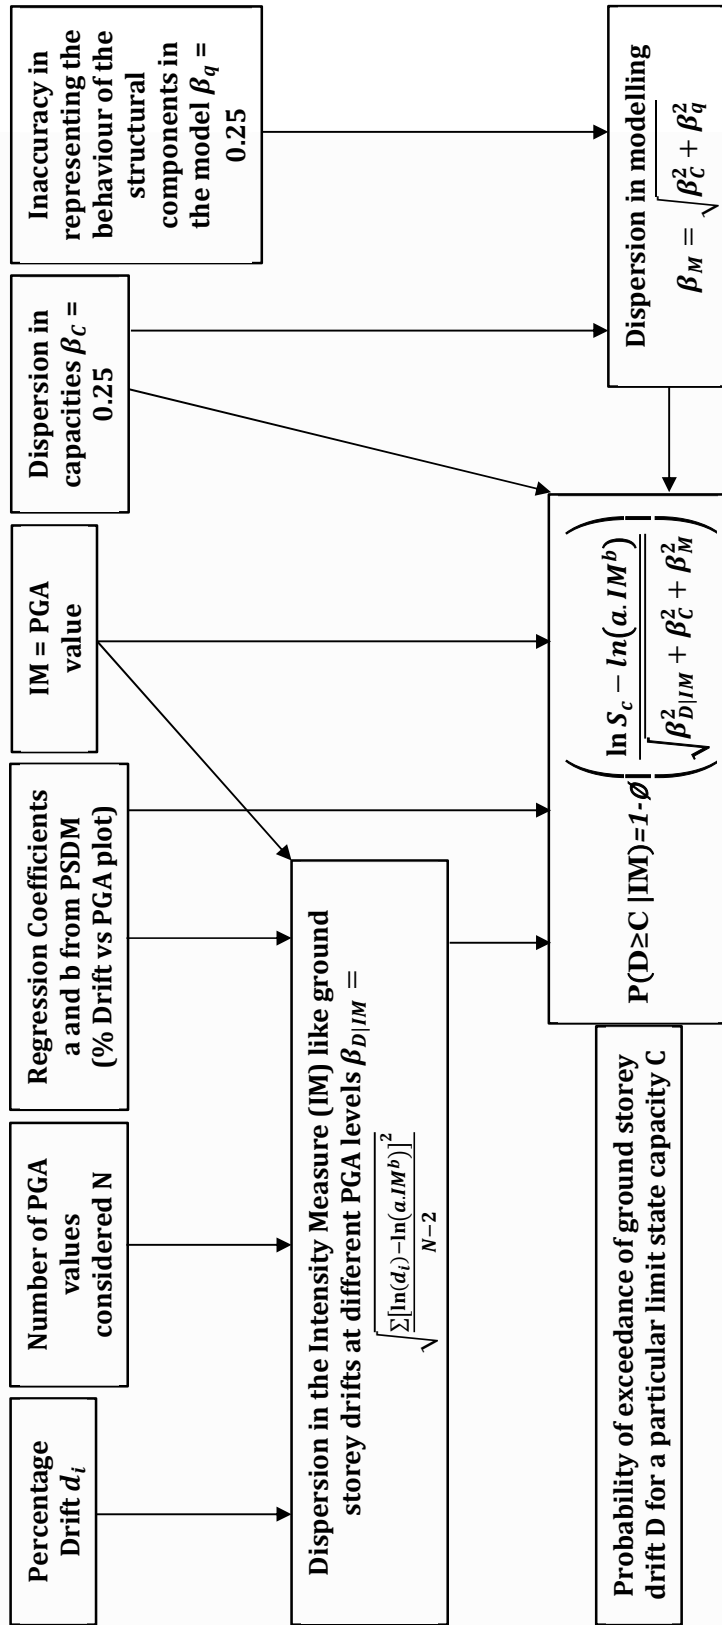 Percentage
Drift d_i
Number of PGA
values
considered N
Regression Coefficients
a and b from PSDM
(% Drift vs PGA plot)
IM = PGA
value
Dispersion in
capacities β_C =
0.25
Inaccuracy in
representing the
behaviour of the
structural
components in
the model β_q =
0.25
Dispersion in the Intensity Measure (IM) like ground
storey drifts at different PGA levels β_{D|IM} =
√(Σ[ln(d_i)−ln(a.IM^b)]^2 / N−2)
Probability of exceedance of ground storey
drift D for a particular limit state capacity C
P(D≥C |IM)=1-Ø( (ln S_c − ln(a.IM^b)) / √(β_{D|IM}^2 + β_C^2 + β_M^2) )
Dispersion in modelling
β_M = √(β_C^2 + β_q^2)